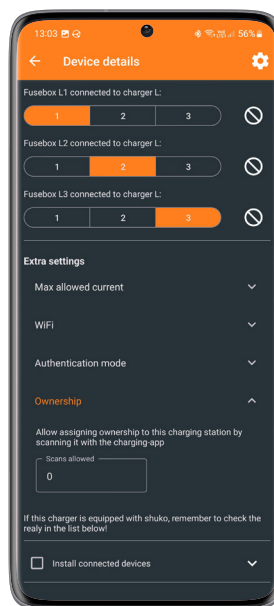 13:03 56%
Device details
Fusebox L1 connected to charger L:
1 2 3
Fusebox L2 connected to charger L:
1 2 3
Fusebox L3 connected to charger L:
1 2 3
Extra settings
Max allowed current
WiFi
Authentication mode
Ownership
Allow assigning ownership to this charging station by
scanning it with the charging-app
Scans allowed
0
If this charger is equipped with shuko, remember to check the
realy in the list below!
Install connected devices